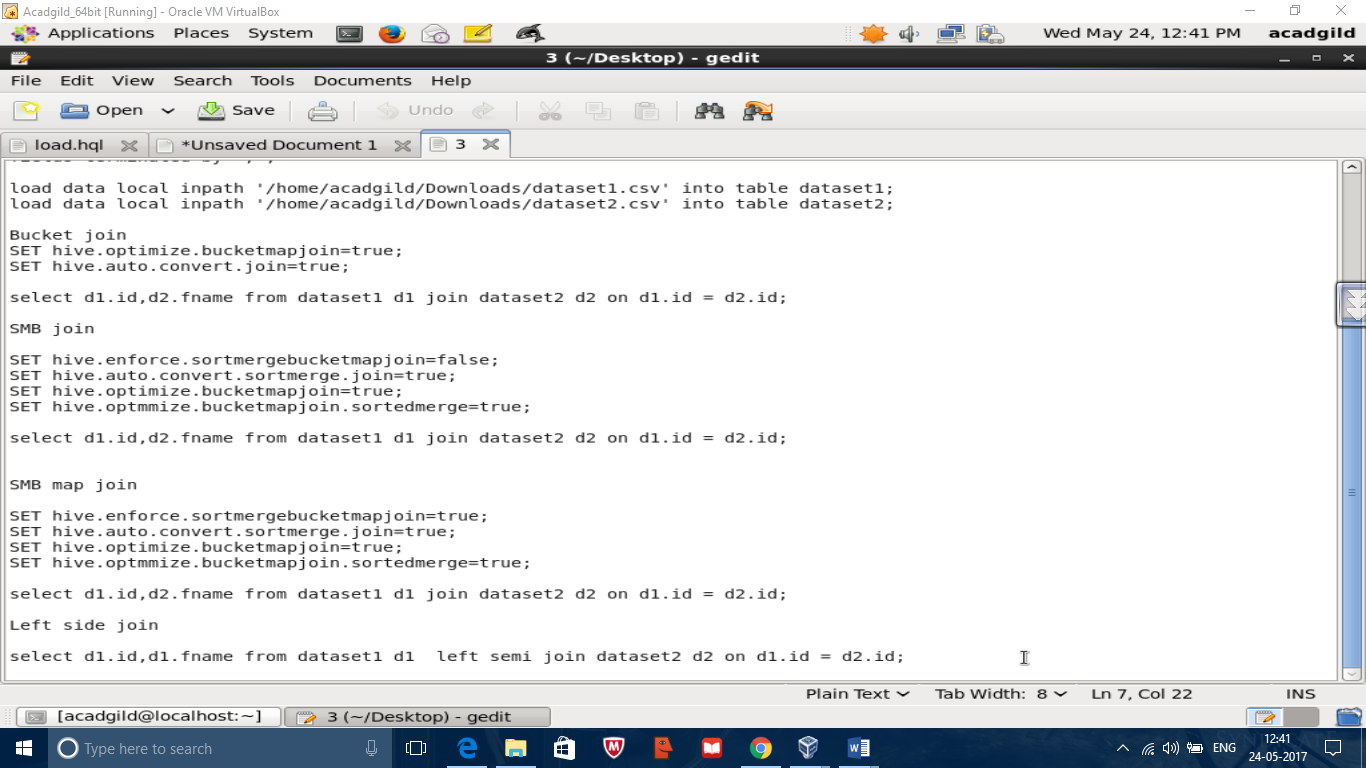 Acadgild_64bit [Running] - Oracle VM VirtualBox
Applications Places System Wed May 24, 12:41 PM acadgild
3 (~/Desktop) - gedit
File Edit View Search Tools Documents Help
Open Save Undo
load.hql *Unsaved Document 1 3
load data local inpath '/home/acadgild/Downloads/dataset1.csv' into table dataset1;
load data local inpath '/home/acadgild/Downloads/dataset2.csv' into table dataset2;
Bucket join
SET hive.optimize.bucketmapjoin=true;
SET hive.auto.convert.join=true;
select d1.id,d2.fname from dataset1 d1 join dataset2 d2 on d1.id = d2.id;
SMB join
SET hive.enforce.sortmergebucketmapjoin=false;
SET hive.auto.convert.sortmerge.join=true;
SET hive.optimize.bucketmapjoin=true;
SET hive.optmmize.bucketmapjoin.sortedmerge=true;
select d1.id,d2.fname from dataset1 d1 join dataset2 d2 on d1.id = d2.id;
SMB map join
SET hive.enforce.sortmergebucketmapjoin=true;
SET hive.auto.convert.sortmerge.join=true;
SET hive.optimize.bucketmapjoin=true;
SET hive.optmmize.bucketmapjoin.sortedmerge=true;
select d1.id,d2.fname from dataset1 d1 join dataset2 d2 on d1.id = d2.id;
Left side join
select d1.id,d1.fname from dataset1 d1  left semi join dataset2 d2 on d1.id = d2.id;
Plain Text Tab Width: 8 Ln 7, Col 22 INS
[acadgild@localhost:~] 3 (~/Desktop) - gedit
Type here to search ENG 12:41
24-05-2017